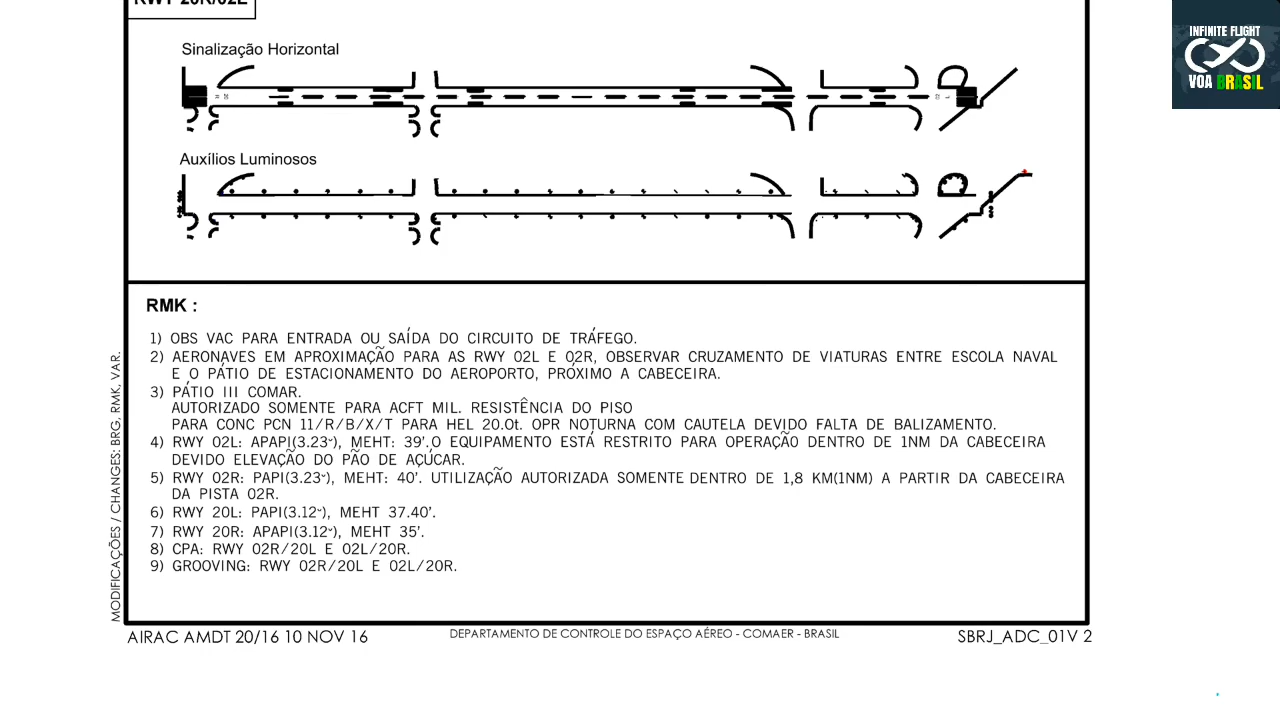 RWY 20R/02L
INFINITE FLIGHT
VOA BRASIL
Sinalização Horizontal
Auxílios Luminosos
RMK :
1) OBS VAC PARA ENTRADA OU SAÍDA DO CIRCUITO DE TRÁFEGO.
2) AERONAVES EM APROXIMAÇÃO PARA AS RWY 02L E 02R, OBSERVAR CRUZAMENTO DE VIATURAS ENTRE ESCOLA NAVAL
E O PÁTIO DE ESTACIONAMENTO DO AEROPORTO, PRÓXIMO A CABECEIRA.
3) PÁTIO III COMAR.
AUTORIZADO SOMENTE PARA ACFT MIL. RESISTÊNCIA DO PISO
PARA CONC PCN 11/R/B/X/T PARA HEL 20.0t. OPR NOTURNA COM CAUTELA DEVIDO FALTA DE BALIZAMENTO.
4) RWY 02L: APAPI(3.23˘), MEHT: 39'.O EQUIPAMENTO ESTÁ RESTRITO PARA OPERAÇÃO DENTRO DE 1NM DA CABECEIRA
DEVIDO ELEVAÇÃO DO PÃO DE AÇÚCAR.
5) RWY 02R: PAPI(3.23˘), MEHT: 40'. UTILIZAÇÃO AUTORIZADA SOMENTE DENTRO DE 1,8 KM(1NM) A PARTIR DA CABECEIRA
DA PISTA 02R.
6) RWY 20L: PAPI(3.12˘), MEHT 37.40'.
7) RWY 20R: APAPI(3.12˘), MEHT 35'.
8) CPA: RWY 02R/20L E 02L/20R.
9) GROOVING: RWY 02R/20L E 02L/20R.
MODIFICAÇÕES / CHANGES: BRG, RMK, VAR.
AIRAC AMDT 20/16 10 NOV 16
DEPARTAMENTO DE CONTROLE DO ESPAÇO AÉREO - COMAER - BRASIL
SBRJ_ADC_01V 2